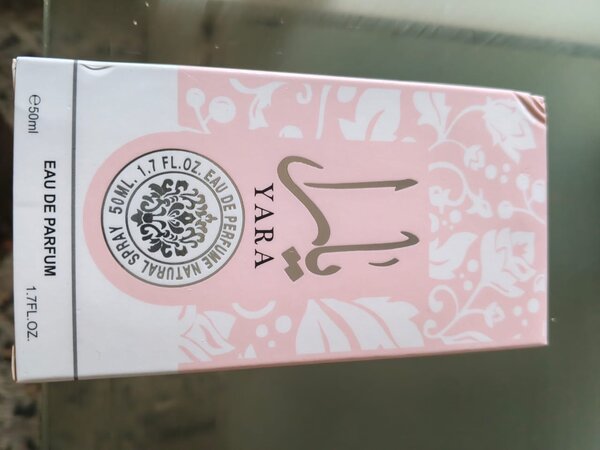 يارا
YARA
50ML. 1.7 FL.OZ. EAU DE PERFUME NATURAL SPRAY
℮50ml
EAU DE PARFUM
1.7FL.OZ.